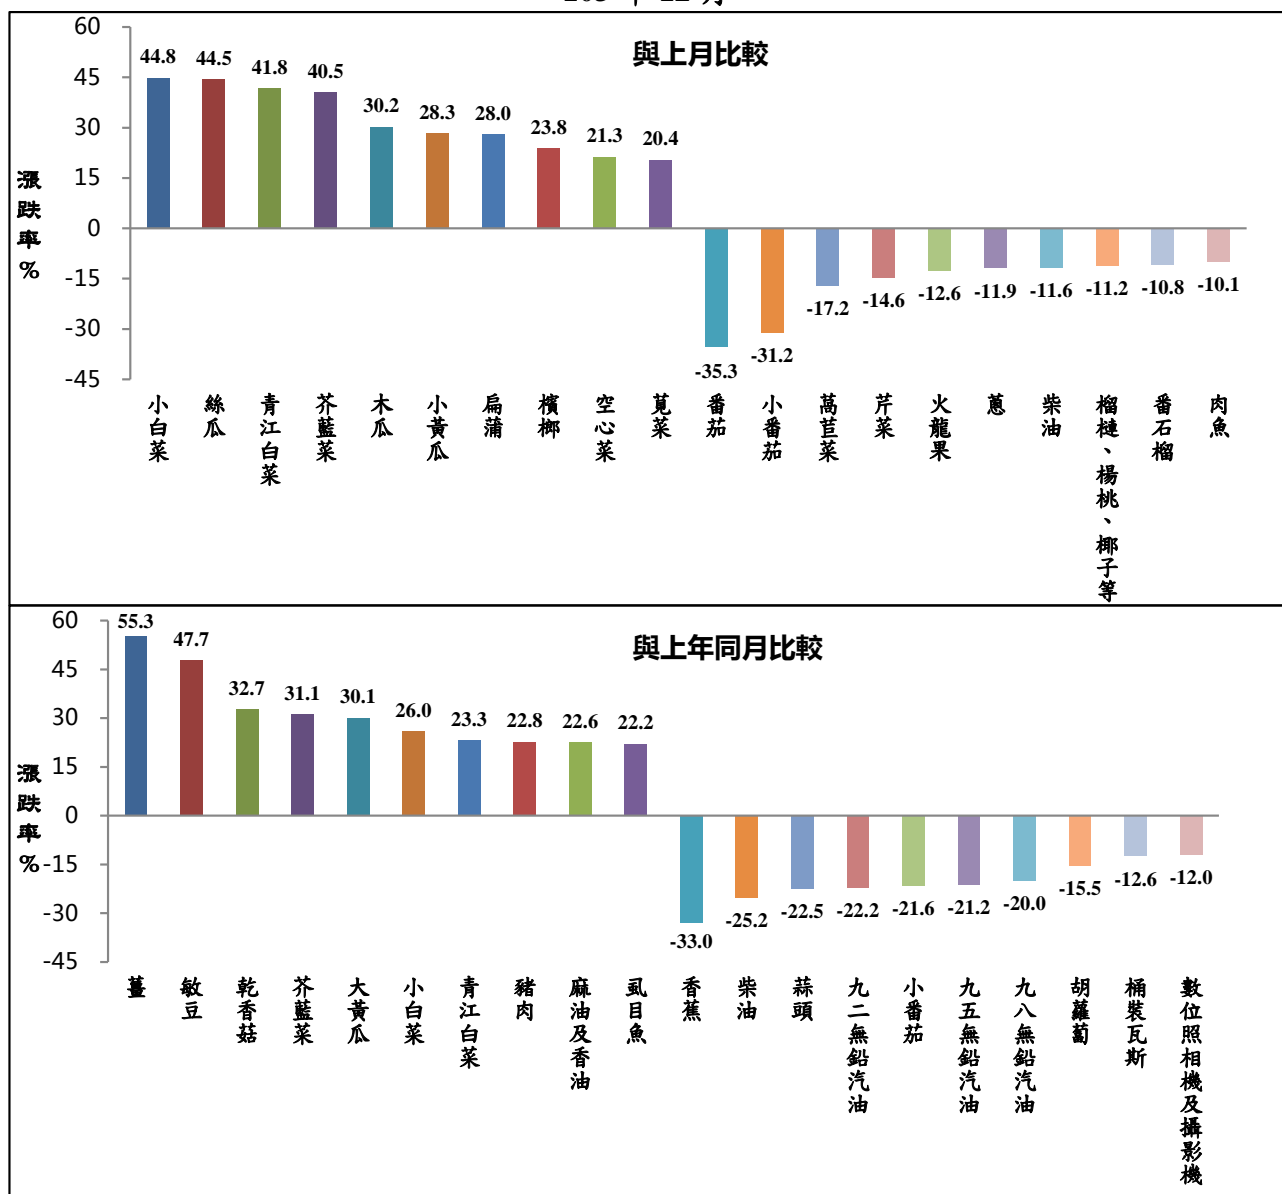 與上月比較
60
45
30
15
0
-15
-30
-45
漲跌率%
44.8
44.5
41.8
40.5
30.2
28.3
28.0
23.8
21.3
20.4
-35.3
-31.2
-17.2
-14.6
-12.6
-11.9
-11.6
-11.2
-10.8
-10.1
小白菜
絲瓜
青江白菜
芥藍菜
木瓜
小黃瓜
扁蒲
檳榔
空心菜
莧菜
番茄
小番茄
萵苣菜
芹菜
火龍果
蔥
柴油
榴槤、楊桃、椰子等
番石榴
肉魚
與上年同月比較
60
45
30
15
0
-15
-30
-45
漲跌率%
55.3
47.7
32.7
31.1
30.1
26.0
23.3
22.8
22.6
22.2
-33.0
-25.2
-22.5
-22.2
-21.6
-21.2
-20.0
-15.5
-12.6
-12.0
薑
敏豆
乾香菇
芥藍菜
大黃瓜
小白菜
青江白菜
豬肉
麻油及香油
虱目魚
香蕉
柴油
蒜頭
九二無鉛汽油
小番茄
九五無鉛汽油
九八無鉛汽油
胡蘿蔔
桶裝瓦斯
數位照相機及攝影機